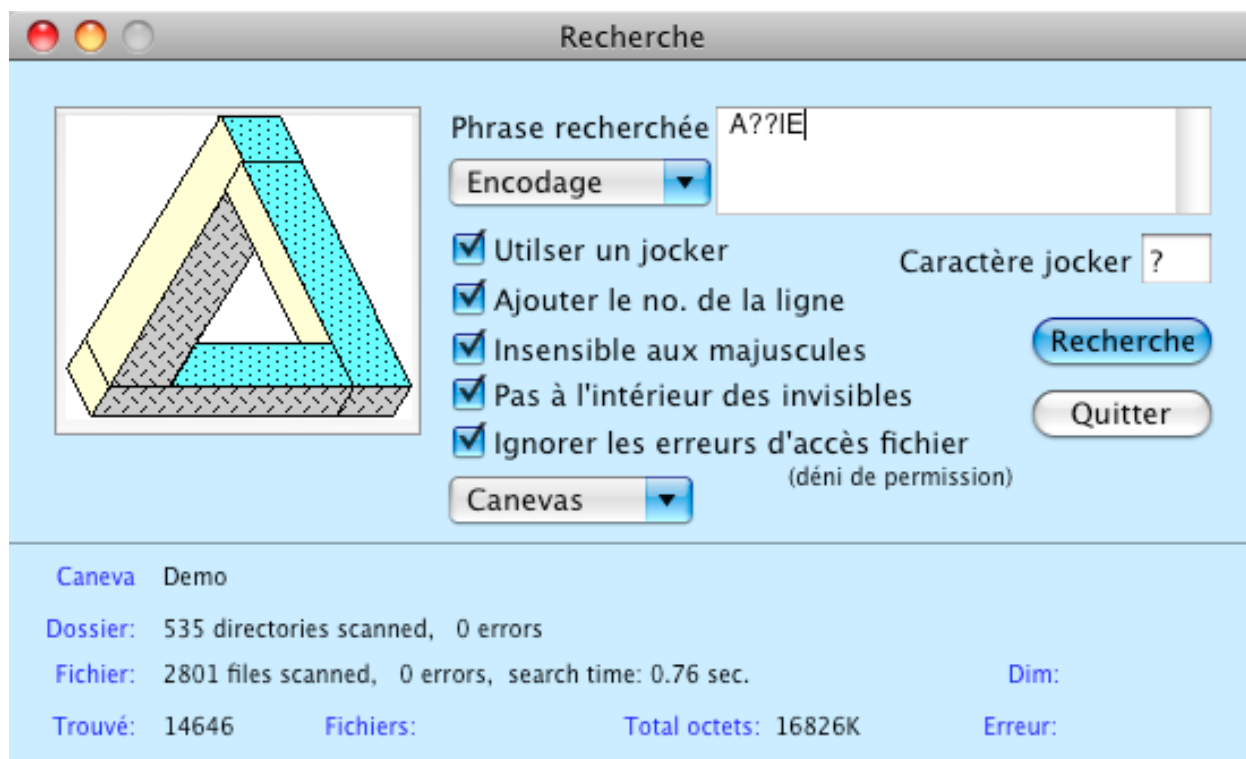 Recherche
Phrase recherchée A??IE
Encodage
Utilser un jocker
Caractère jocker ?
Ajouter le no. de la ligne
Insensible aux majuscules
Recherche
Pas à l'intérieur des invisibles
Quitter
Ignorer les erreurs d'accès fichier
(déni de permission)
Canevas
Caneva Demo
Dossier: 535 directories scanned, 0 errors
Fichier: 2801 files scanned, 0 errors, search time: 0.76 sec. Dim:
Trouvé: 14646 Fichiers: Total octets: 16826K Erreur: